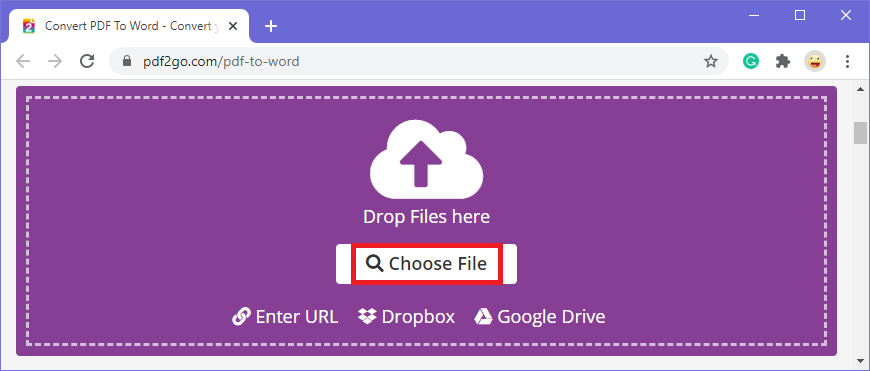 Convert PDF To Word - Convert y
pdf2go.com/pdf-to-word
Drop Files here
Choose File
Enter URL Dropbox Google Drive